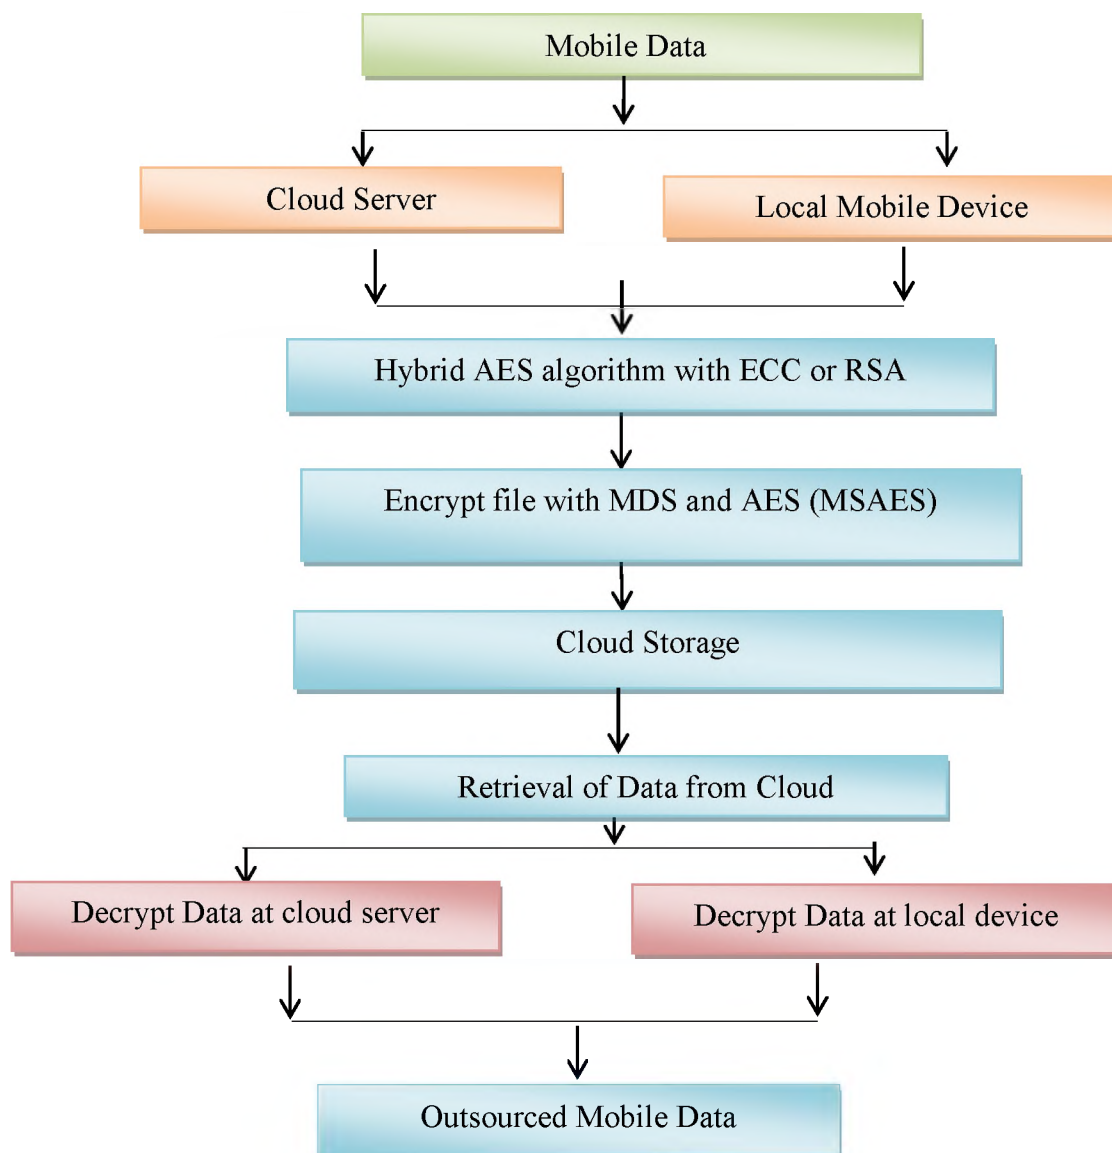 Mobile Data
Cloud Server
Local Mobile Device
Hybrid AES algorithm with ECC or RSA
Encrypt file with MDS and AES (MSAES)
Cloud Storage
Retrieval of Data from Cloud
Decrypt Data at cloud server
Decrypt Data at local device
Outsourced Mobile Data